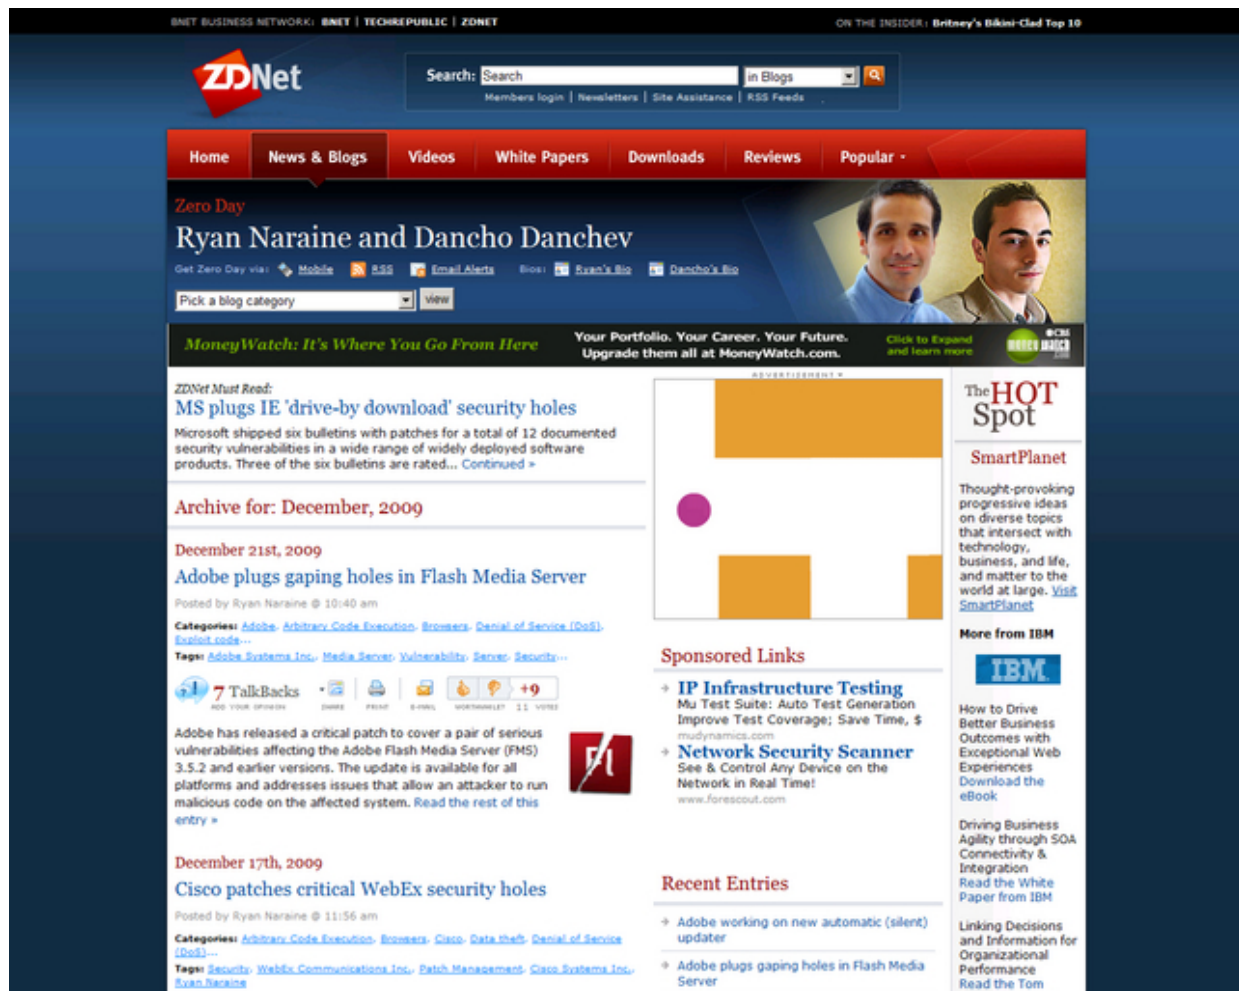 BNET BUSINESS NETWORK: BNET | TECHREPUBLIC | ZDNET
ON THE INSIDER: Britney's Bikini-Clad Top 10
ZDNet
Search: Search in Blogs
Members login | Newsletters | Site Assistance | RSS Feeds
Home News & Blogs Videos White Papers Downloads Reviews Popular
Zero Day
Ryan Naraine and Dancho Danchev
Get Zero Day via: Mobile RSS Email Alerts Bios: Ryan's Bio Dancho's Bio
Pick a blog category view
MoneyWatch: It's Where You Go From Here
Your Portfolio. Your Career. Your Future.
Upgrade them all at MoneyWatch.com.
Click to Expand
and learn more
CBS
money watch
.com
ZDNet Must Read:
MS plugs IE 'drive-by download' security holes
Microsoft shipped six bulletins with patches for a total of 12 documented
security vulnerabilities in a wide range of widely deployed software
products. Three of the six bulletins are rated... Continued »
Archive for: December, 2009
December 21st, 2009
Adobe plugs gaping holes in Flash Media Server
Posted by Ryan Naraine @ 10:40 am
Categories: Adobe, Arbitrary Code Execution, Browsers, Denial of Service (DoS),
Exploit code...
Tags: Adobe Systems Inc., Media Server, Vulnerability, Server, Security...
7 TalkBacks +9
ADD YOUR OPINION SHARE PRINT E-MAIL WORTHWHILE? 11 VOTES
Adobe has released a critical patch to cover a pair of serious
vulnerabilities affecting the Adobe Flash Media Server (FMS)
3.5.2 and earlier versions. The update is available for all
platforms and addresses issues that allow an attacker to run
malicious code on the affected system. Read the rest of this
entry »
Fl
December 17th, 2009
Cisco patches critical WebEx security holes
Posted by Ryan Naraine @ 11:56 am
Categories: Arbitrary Code Execution, Browsers, Cisco, Data theft, Denial of Service
(DoS)...
Tags: Security, WebEx Communications Inc., Patch Management, Cisco Systems Inc.,
Ryan Naraine
ADVERTISEMENT
Sponsored Links
IP Infrastructure Testing
Mu Test Suite: Auto Test Generation
Improve Test Coverage; Save Time, $
mudynamics.com
Network Security Scanner
See & Control Any Device on the
Network in Real Time!
www.forescout.com
Recent Entries
Adobe working on new automatic (silent)
updater
Adobe plugs gaping holes in Flash Media
Server
The HOT
Spot
SmartPlanet
Thought-provoking
progressive ideas
on diverse topics
that intersect with
technology,
business, and life,
and matter to the
world at large. Visit
SmartPlanet
More from IBM
IBM
How to Drive
Better Business
Outcomes with
Exceptional Web
Experiences
Download the
eBook
Driving Business
Agility through SOA
Connectivity &
Integration
Read the White
Paper from IBM
Linking Decisions
and Information for
Organizational
Performance
Read the Tom